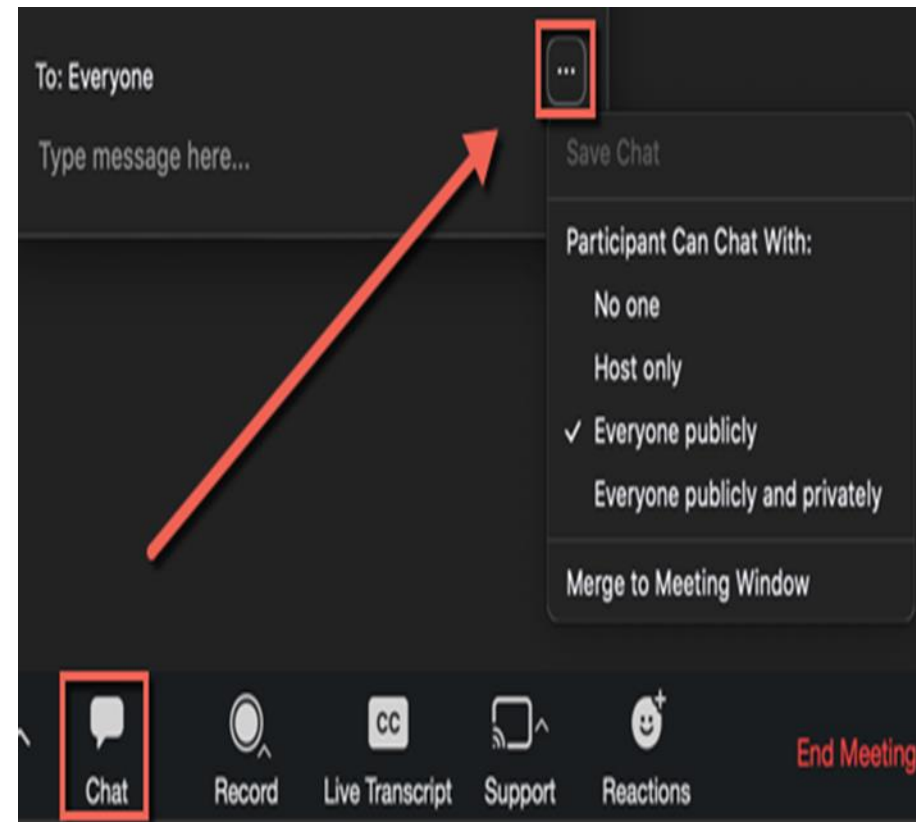 To: Everyone
...
Type message here...
Save Chat
Participant Can Chat With:
No one
Host only
✓ Everyone publicly
Everyone publicly and privately
Merge to Meeting Window
Chat
Record
CC
Live Transcript
Support
Reactions
End Meeting